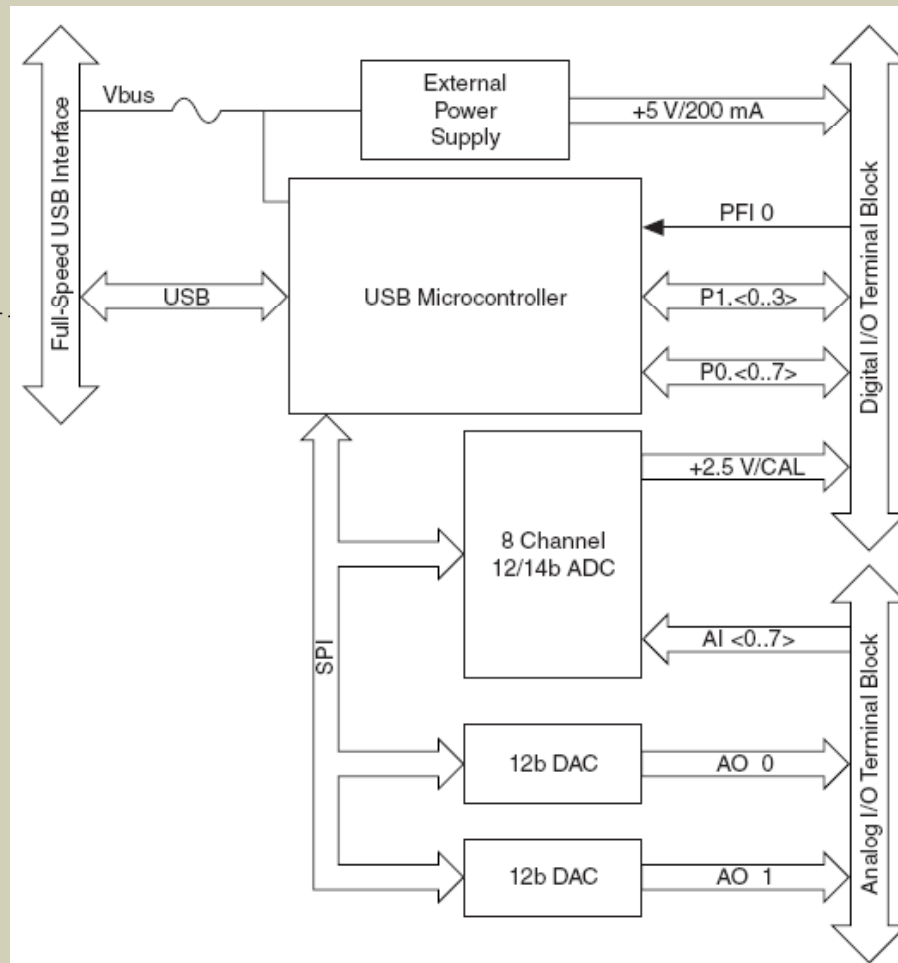 Vbus
External
Power
Supply
+5 V/200 mA
Full-Speed USB Interface
USB
USB Microcontroller
PFI 0
P1.<0..3>
P0.<0..7>
Digital I/O Terminal Block
+2.5 V/CAL
8 Channel
12/14b ADC
AI <0..7>
SPI
12b DAC
AO 0
12b DAC
AO 1
Analog I/O Terminal Block